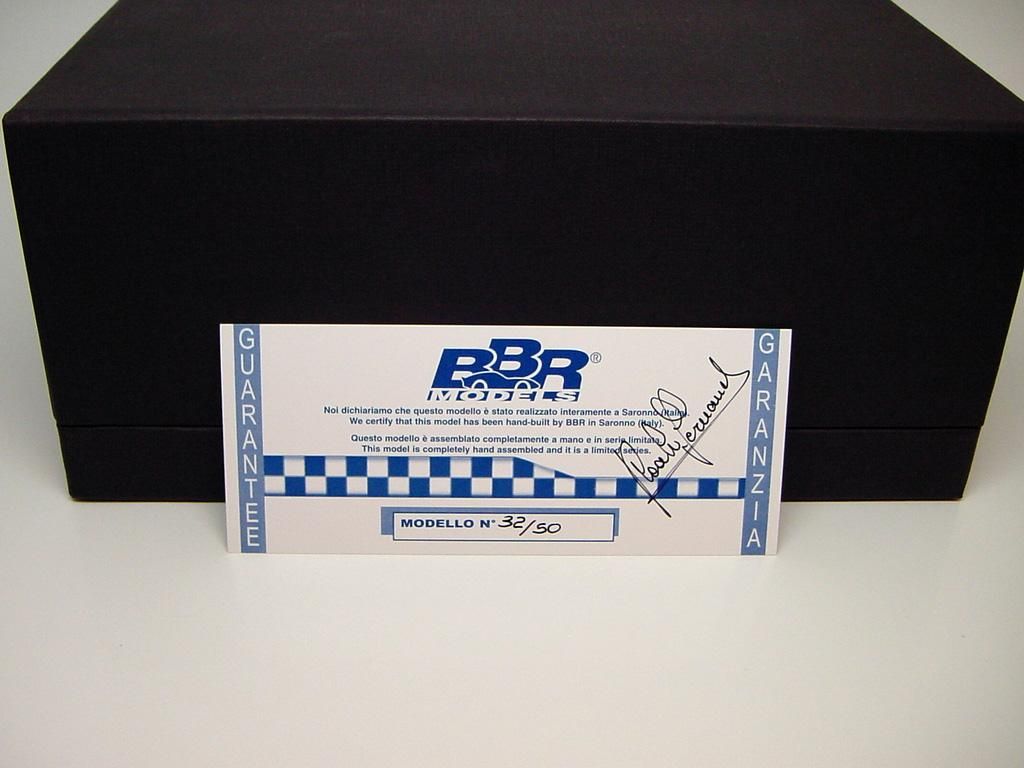 GUARANTEE
BBR®
MODELS
Noi dichiariamo che questo modello è stato realizzato interamente a Saronno (Italia).
We certify that this model has been hand-built by BBR in Saronno (Italy).
Questo modello è assemblato completamente a mano e in serie limitata.
This model is completely hand assembled and it is a limited series.
MODELLO N° 32/50
GARANZIA